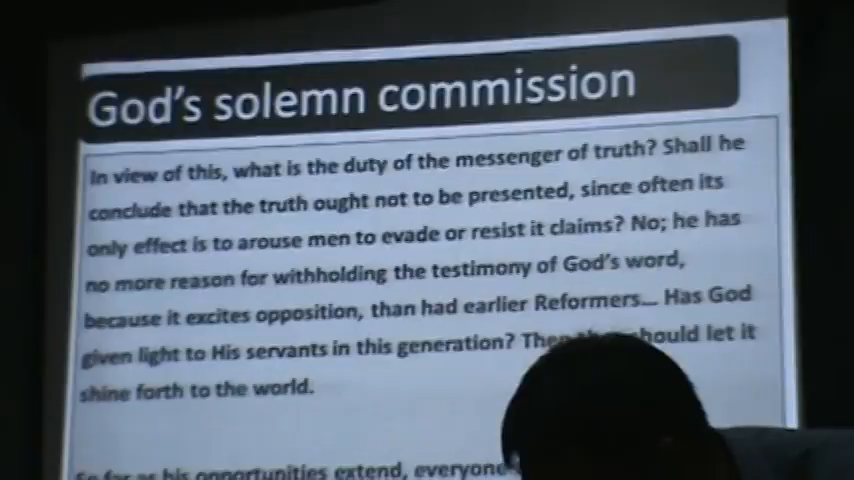 God's solemn commission
In view of this, what is the duty of the messenger of truth? Shall he
conclude that the truth ought not to be presented, since often its
only effect is to arouse men to evade or resist it claims? No; he has
no more reason for withholding the testimony of God's word,
because it excites opposition, than had earlier Reformers... Has God
given light to His servants in this generation? Then should let it
shine forth to the world.
So far as his opportunities extend, everyone